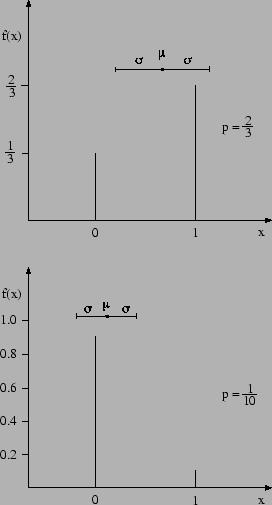 f(x)
μ
σ σ
2
3
p = 2
3
1
3
0 1 x
f(x)
μ
σ σ
1.0
0.8
p = 1
10
0.6
0.4
0.2
0 1 x